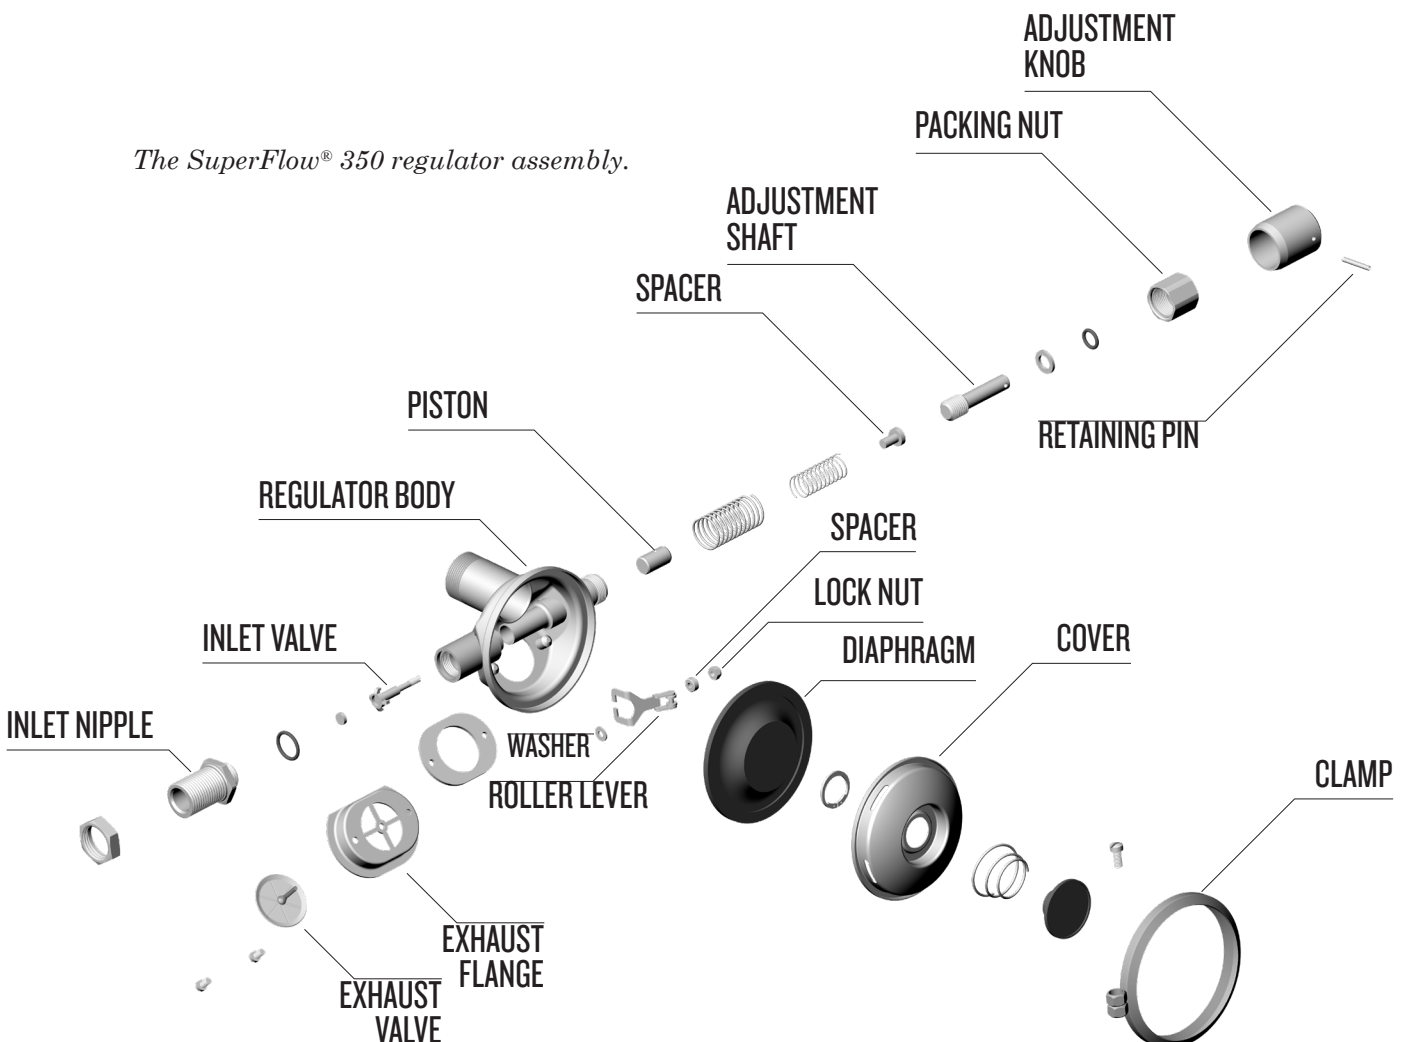 ADJUSTMENT
KNOB
PACKING NUT
The SuperFlow® 350 regulator assembly.
ADJUSTMENT
SHAFT
SPACER
RETAINING PIN
PISTON
REGULATOR BODY
SPACER
LOCK NUT
DIAPHRAGM
COVER
INLET VALVE
INLET NIPPLE
WASHER
ROLLER LEVER
CLAMP
EXHAUST
FLANGE
EXHAUST
VALVE